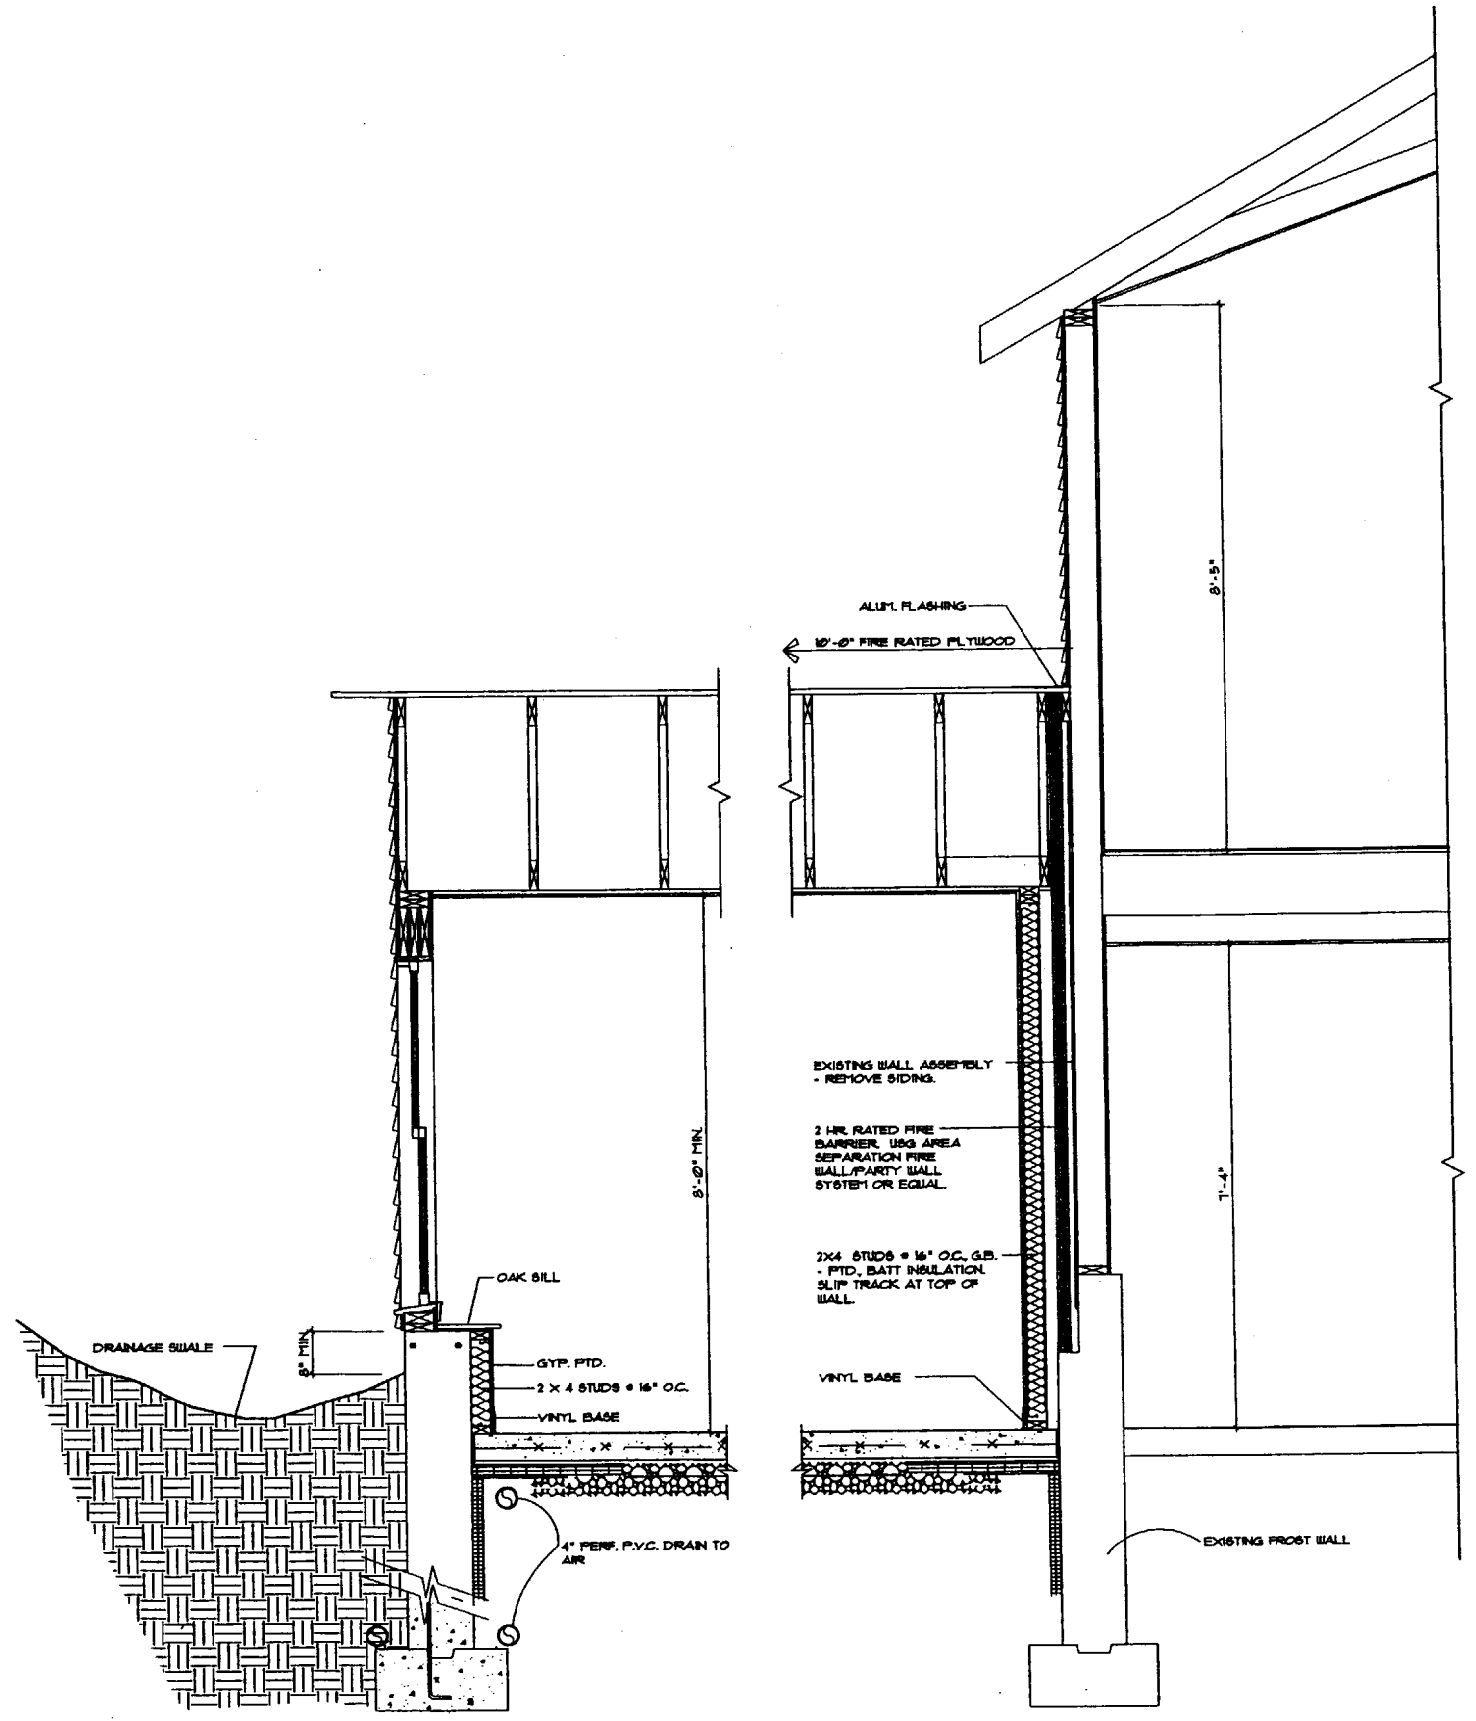 8'-5"
ALUM. FLASHING
10'-0" FIRE RATED PLYWOOD
EXISTING WALL ASSEMBLY
- REMOVE SIDING.
8'-0" MIN.
2 HR. RATED FIRE
BARRIER. USG AREA
SEPARATION FIRE
WALL/PARTY WALL
SYSTEM OR EQUAL.
7'-4"
2X4 STUDS @ 16" O.C., G.B.
- PTD., BATT INSULATION.
SLIP TRACK AT TOP OF
WALL.
OAK SILL
DRAINAGE SWALE
8" MIN.
GYP. PTD.
2 X 4 STUDS @ 16" O.C.
VINYL BASE
VINYL BASE
4" PERF. P.V.C. DRAIN TO
AIR
EXISTING FROST WALL